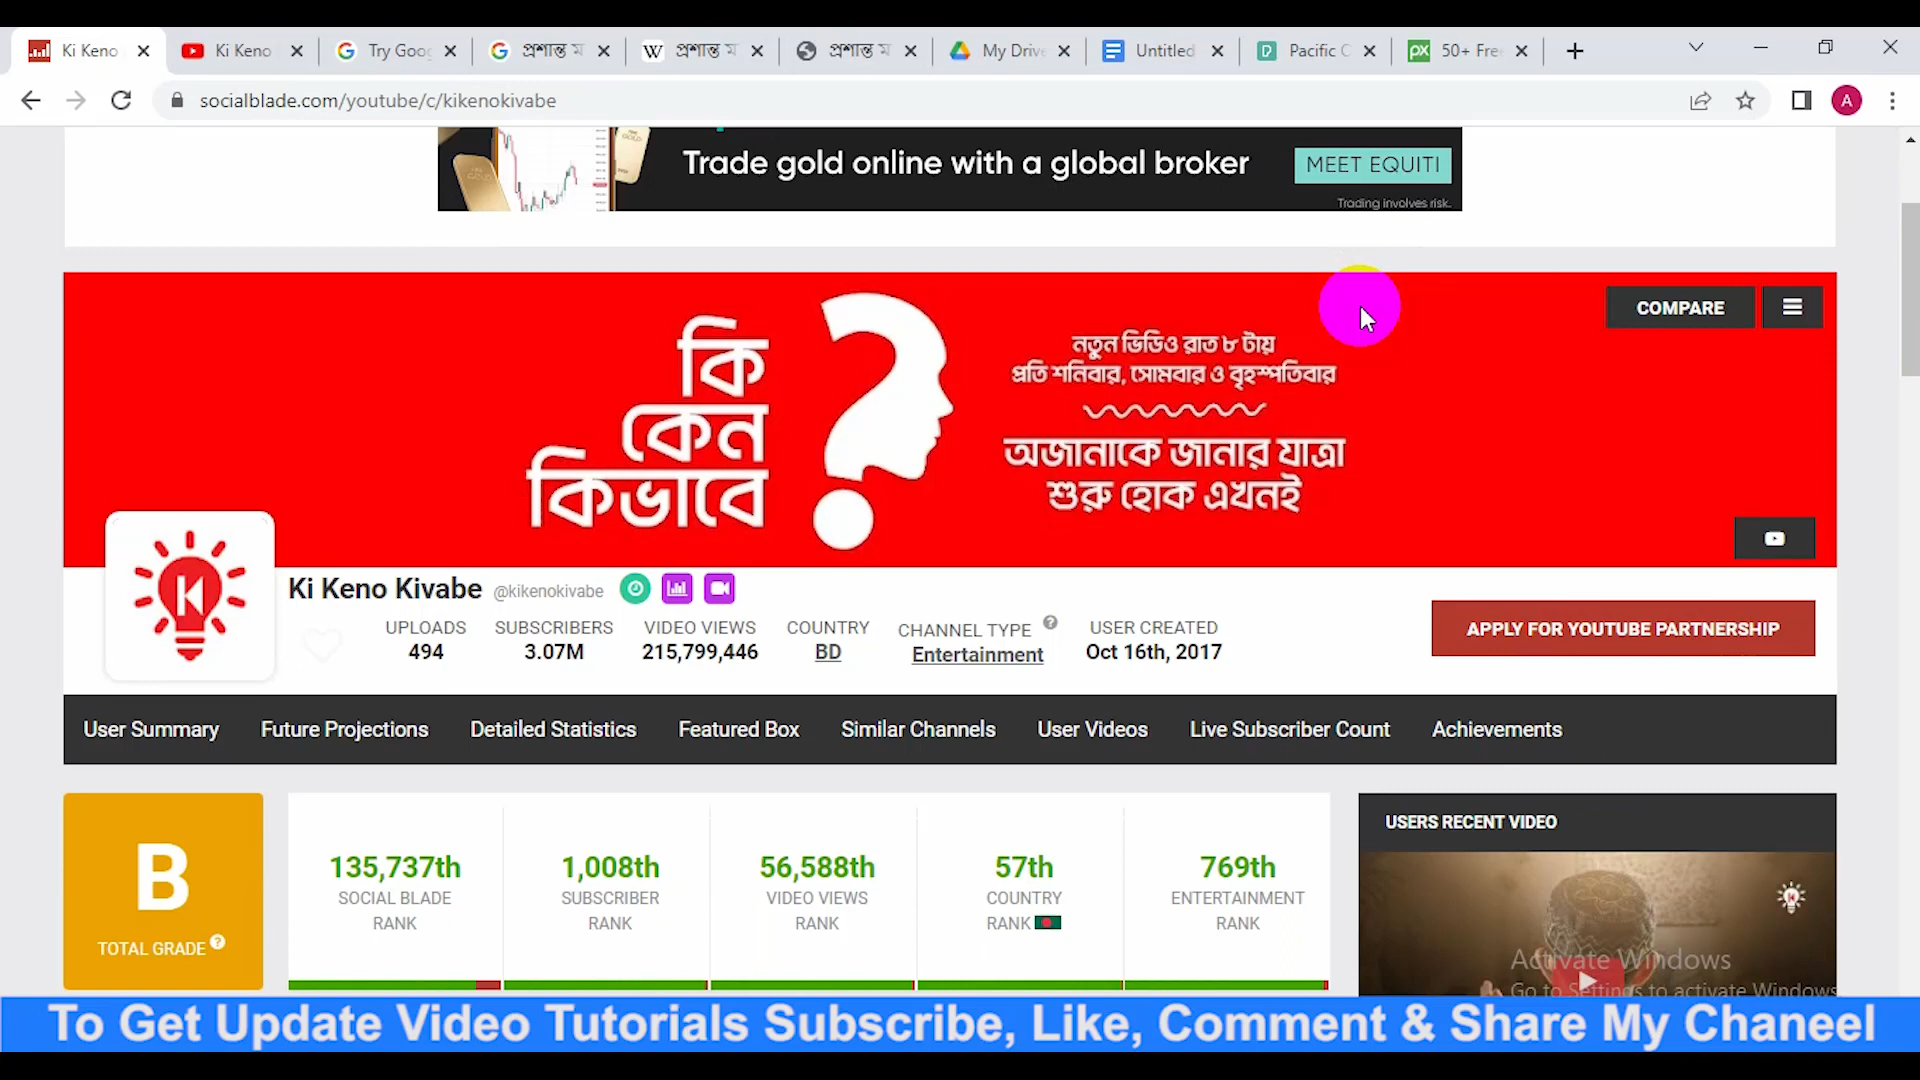 Ki Keno
Ki Keno
Try Goog
প্রশান্ত ম
প্রশান্ত ম
প্রশান্ত ম
My Drive
Untitled
Pacific C
50+ Free
socialblade.com/youtube/c/kikenokivabe
A
Trade gold online with a global broker
MEET EQUITI
Trading involves risk.
COMPARE
কি
কেন
কিভাবে
নতুন ভিডিও রাত ৮ টায়
প্রতি শনিবার, সোমবার ও বৃহস্পতিবার
অজানাকে জানার যাত্রা
শুরু হোক এখনই
Ki Keno Kivabe @kikenokivabe
UPLOADS SUBSCRIBERS VIDEO VIEWS COUNTRY CHANNEL TYPE USER CREATED
494 3.07M 215,799,446 BD Entertainment Oct 16th, 2017
APPLY FOR YOUTUBE PARTNERSHIP
User Summary Future Projections Detailed Statistics Featured Box Similar Channels User Videos Live Subscriber Count Achievements
B
TOTAL GRADE
135,737th
SOCIAL BLADE
RANK
1,008th
SUBSCRIBER
RANK
56,588th
VIDEO VIEWS
RANK
57th
COUNTRY
RANK
769th
ENTERTAINMENT
RANK
USERS RECENT VIDEO
Activate Windows
Go to Settings to activate Windows
To Get Update Video Tutorials Subscribe, Like, Comment & Share My Chaneel